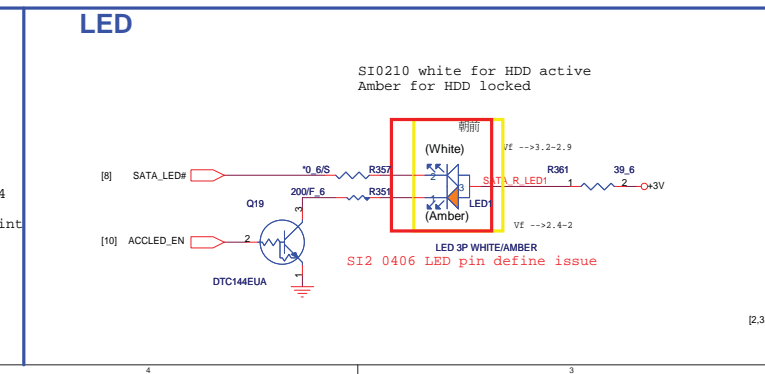 LED
SI0210 white for HDD active
Amber for HDD locked
朝前
(White)
Vf -->3.2-2.9
[8] SATA_LED#
*0_6/S R357
2
SATA_R_LED1
R361 39_6
1 2
+3V
3
200/F_6 R351
1
LED1
4
Q19
3
(Amber)
Vf -->2.4-2
int
[10] ACCLED_EN
2
LED 3P WHITE/AMBER
SI2 0406 LED pin define issue
1
DTC144EUA
[2,3
4 3